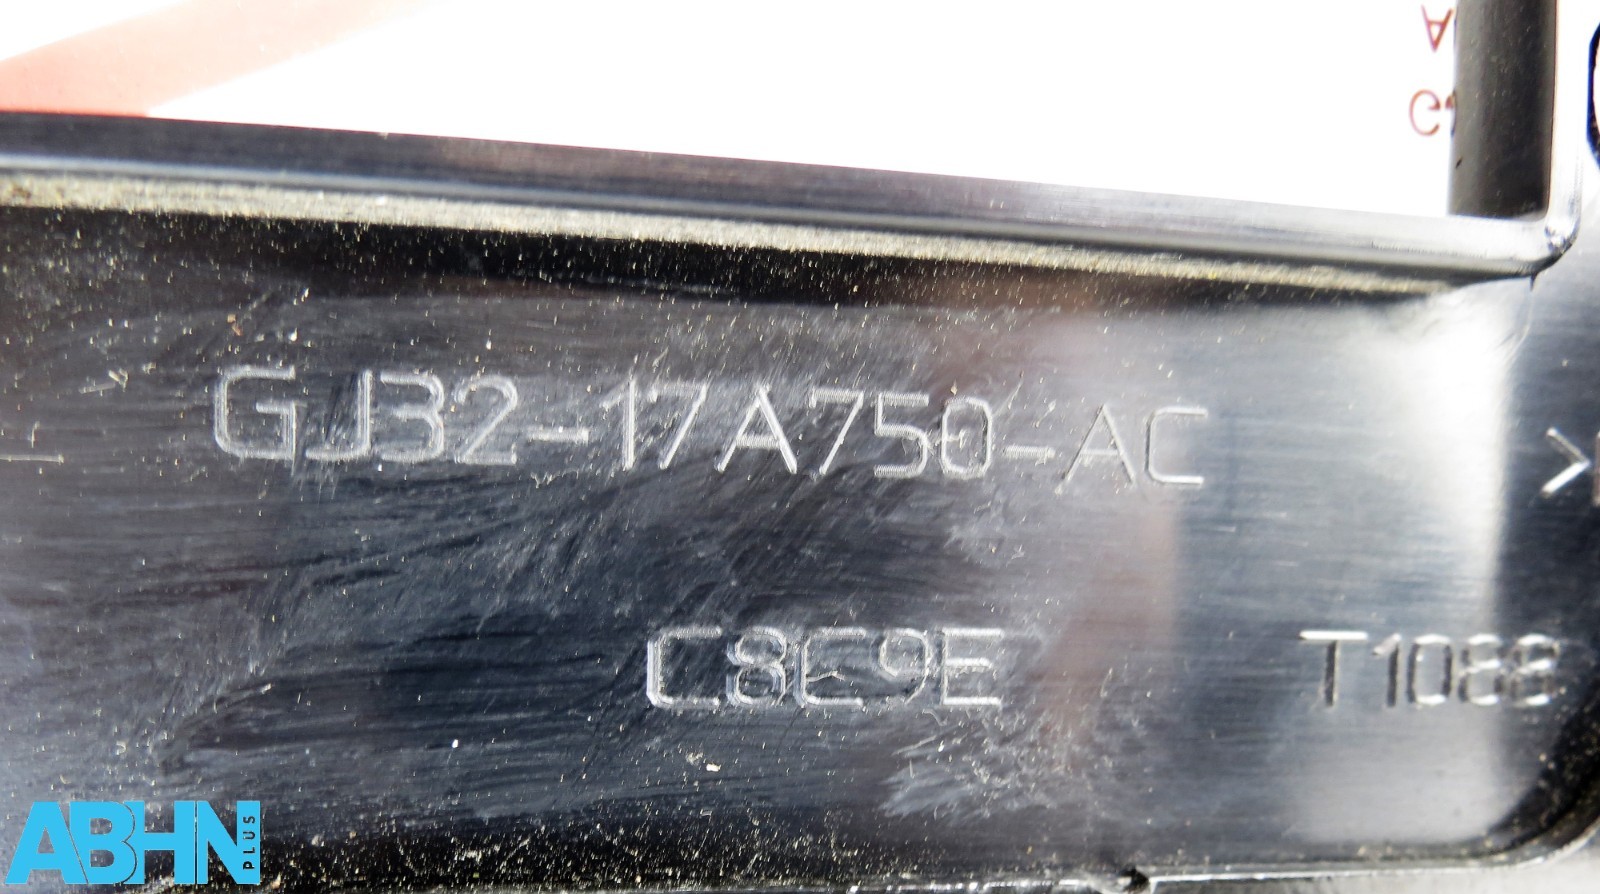 GJ32-17A750-AC
C8E9E T1088
ABHN PLUS